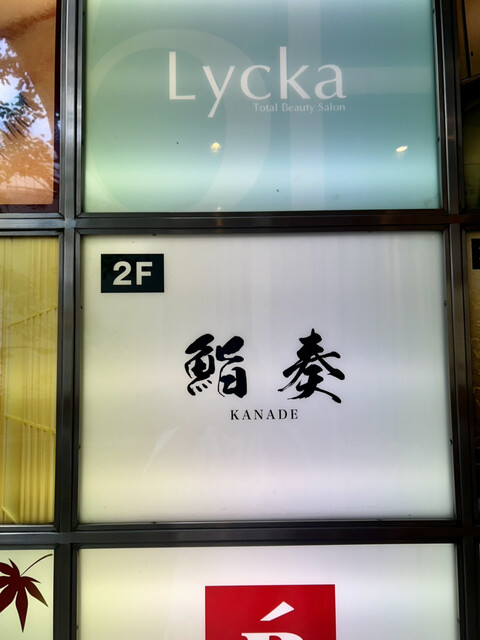 Lycka
Total Beauty Salon
2F
鮨 奏
KANADE